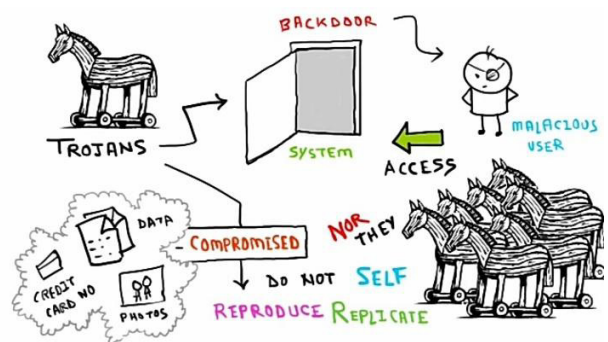 BACKDOOR
TROJANS
SYSTEM
MALACIOUS
USER
ACCESS
DATA
CREDIT
CARD NO
PHOTOS
COMPROMISED
NOR THEY
DO NOT SELF
REPRODUCE REPLICATE